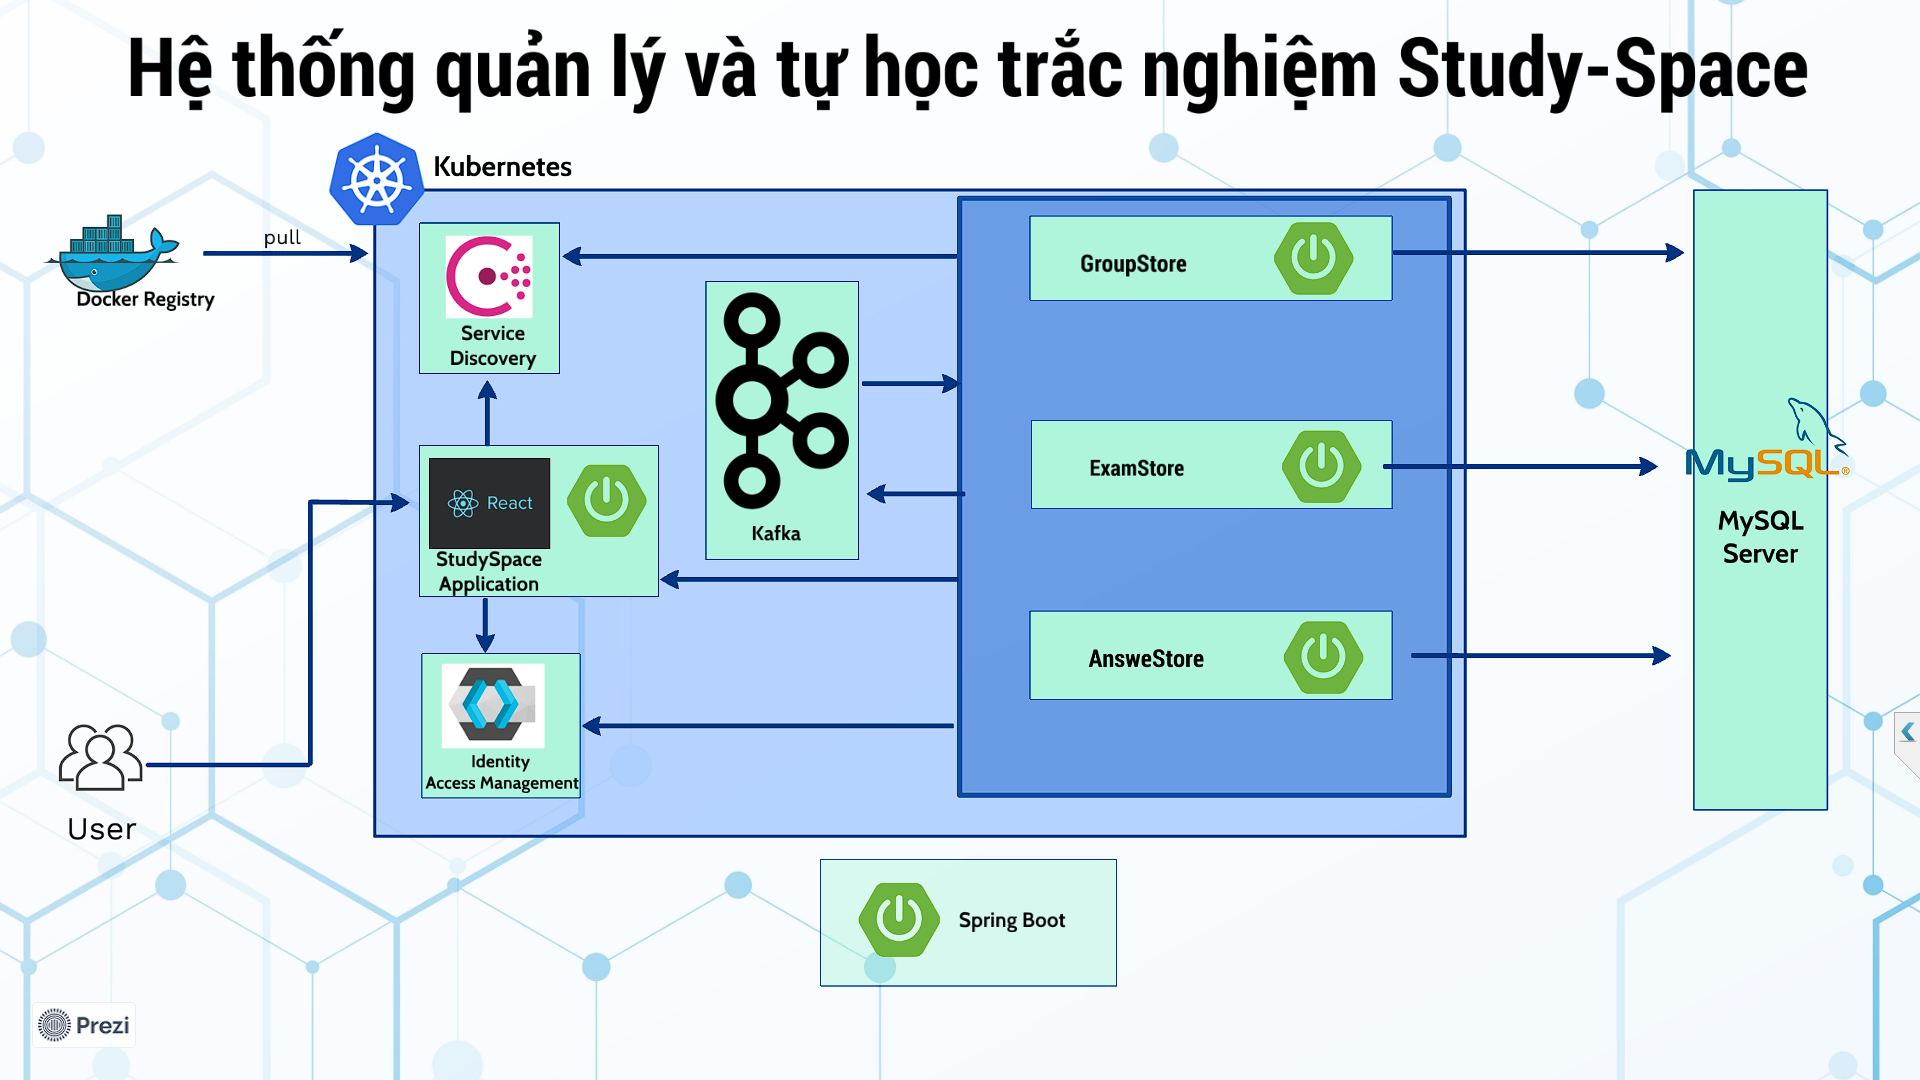 Hệ thống quản lý và tự học trắc nghiệm Study-Space
Kubernetes
pull
Docker Registry
Service
Discovery
GroupStore
Kafka
ExamStore
React
StudySpace
Application
MySQL®
MySQL
Server
AnsweStore
Identity
Access Management
User
Spring Boot
Prezi